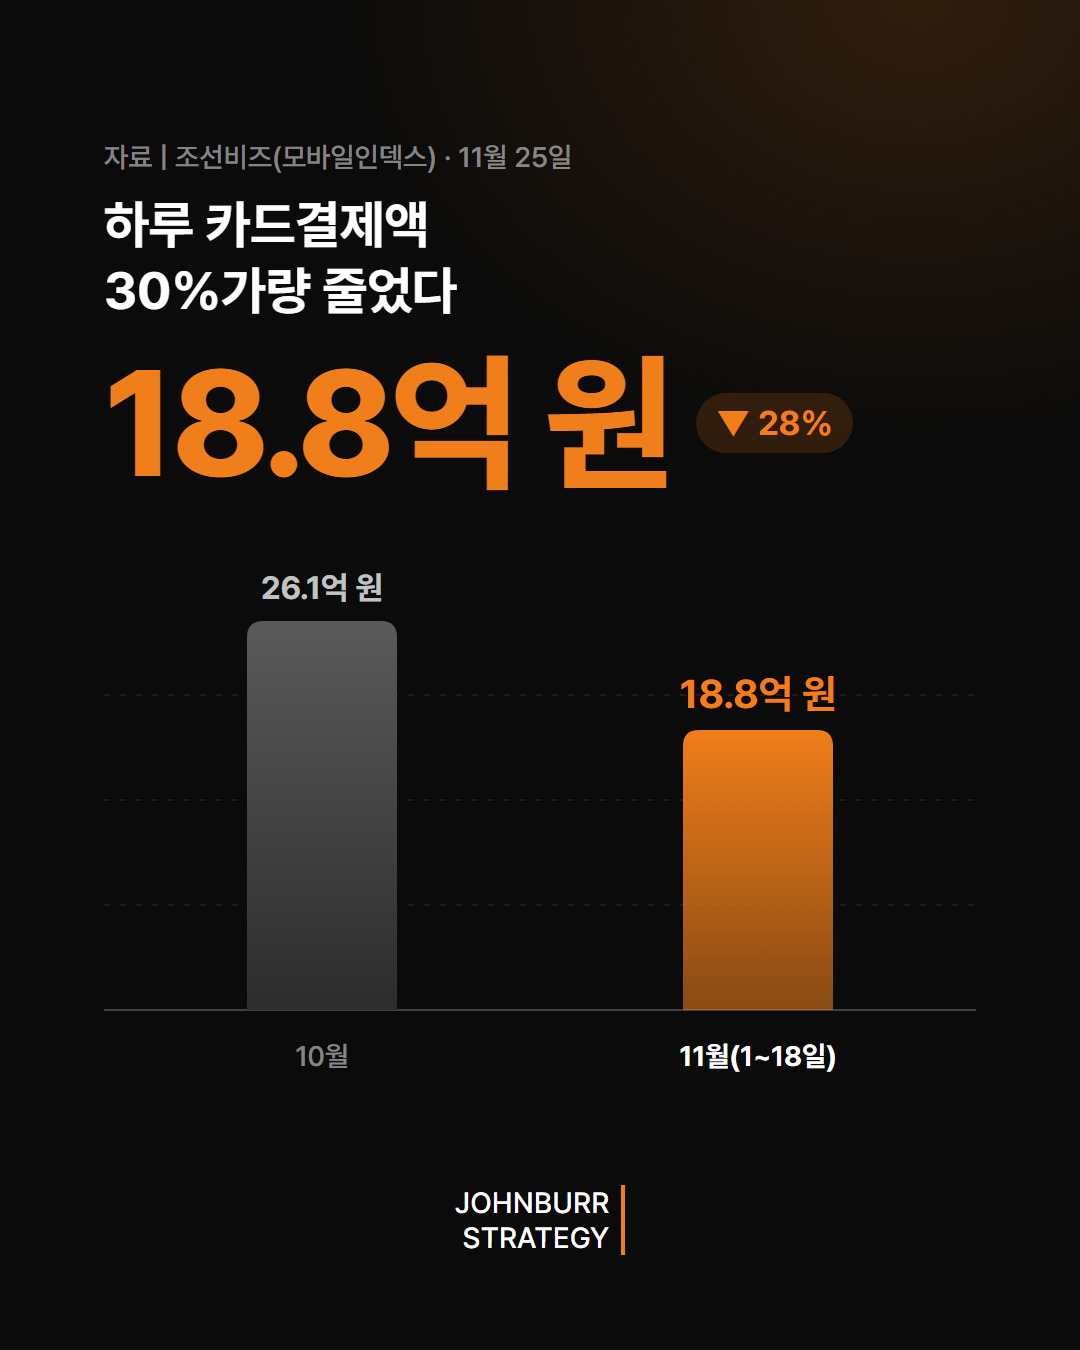 자료 | 조선비즈(모바일인덱스) · 11월 25일
하루 카드결제액
30%가량 줄었다
18.8억 원 ▼ 28%
26.1억 원
18.8억 원
10월 11월(1~18일)
JOHNBURR
STRATEGY